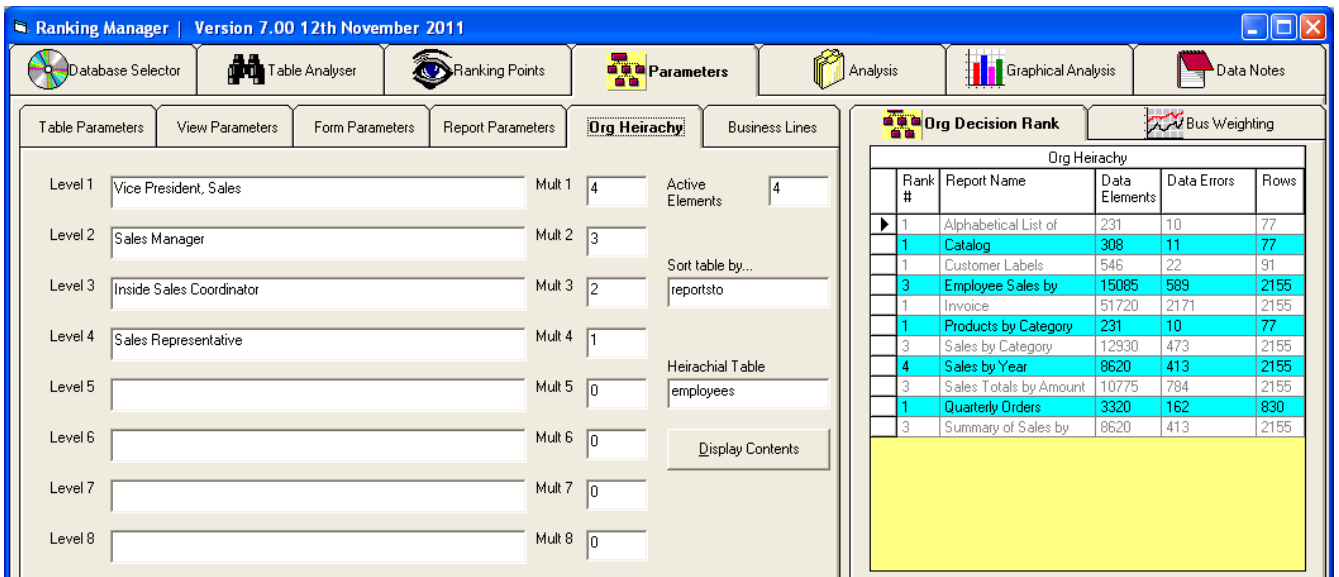 Ranking Manager | Version 7.00 12th November 2011
Database Selector Table Analyser Ranking Points Parameters Analysis Graphical Analysis Data Notes
Table Parameters View Parameters Form Parameters Report Parameters Org Heirachy Business Lines
Level 1 Vice President, Sales Mult 1 4 Active Elements 4
Level 2 Sales Manager Mult 2 3
Sort table by...
Level 3 Inside Sales Coordinator Mult 3 2 reportsto
Level 4 Sales Representative Mult 4 1
Heirachial Table
Level 5 Mult 5 0 employees
Level 6 Mult 6 0 Display Contents
Level 7 Mult 7 0
Level 8 Mult 8 0
Org Decision Rank Bus Weighting
Org Heirachy
Rank # Report Name Data Elements Data Errors Rows
1 Alphabetical List of 231 10 77
1 Catalog 308 11 77
1 Customer Labels 546 22 91
3 Employee Sales by 15085 589 2155
1 Invoice 51720 2171 2155
1 Products by Category 231 10 77
3 Sales by Category 12930 473 2155
4 Sales by Year 8620 413 2155
3 Sales Totals by Amount 10775 784 2155
1 Quarterly Orders 3320 162 830
3 Summary of Sales by 8620 413 2155